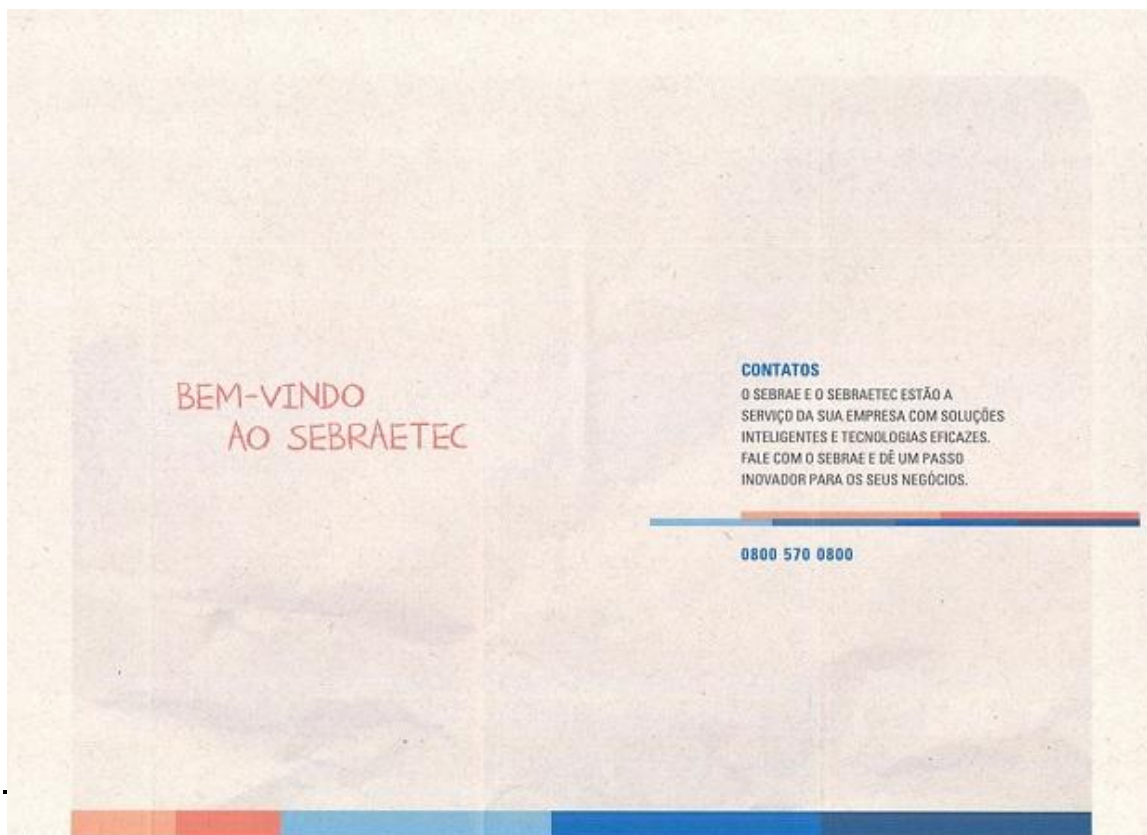 BEM-VINDO
AO SEBRAETEC
CONTATOS
O SEBRAE E O SEBRAETEC ESTÃO A
SERVIÇO DA SUA EMPRESA COM SOLUÇÕES
INTELIGENTES E TECNOLOGIAS EFICAZES.
FALE COM O SEBRAE E DÊ UM PASSO
INOVADOR PARA OS SEUS NEGÓCIOS.
0800 570 0800